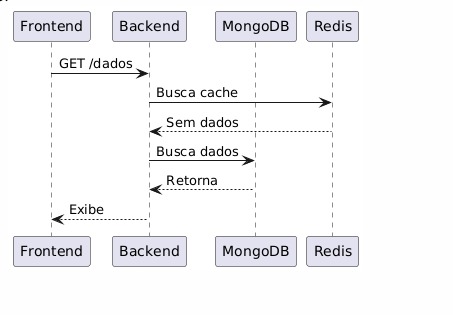 Frontend Backend MongoDB Redis
GET /dados
Busca cache
Sem dados
Busca dados
Retorna
Exibe
Frontend Backend MongoDB Redis